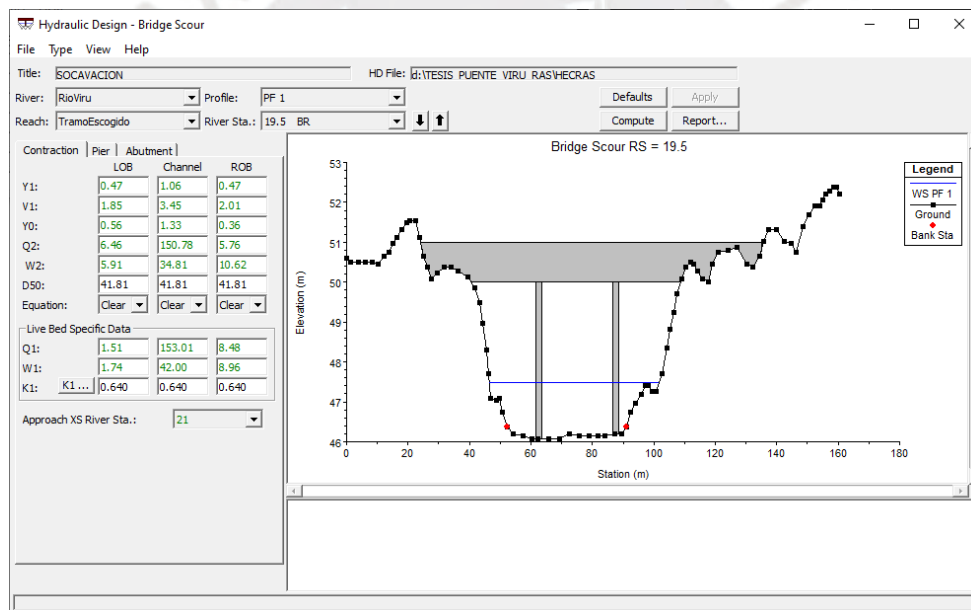 Hydraulic Design - Bridge Scour
File Type View Help
Title: SOCAVACION HD File: d:\TESIS_PUENTE_VIRU_RAS\HECRAS
River: RioViru Profile: PF 1 Defaults Apply
Reach: TramoEscogido River Sta.: 19.5 BR Compute Report...
Contraction Pier Abutment
LOB Channel ROB
Y1: 0.47 1.06 0.47
V1: 1.85 3.45 2.01
Y0: 0.56 1.33 0.36
Q2: 6.46 150.78 5.76
W2: 5.91 34.81 10.62
D50: 41.81 41.81 41.81
Equation: Clear Clear Clear
Live Bed Specific Data
Q1: 1.51 153.01 8.48
W1: 1.74 42.00 8.96
K1: K1 ... 0.640 0.640 0.640
Approach XS River Sta.: 21
Bridge Scour RS = 19.5
53
52
51
50
49
48
47
46
Elevation (m)
0 20 40 60 80 100 120 140 160 180
Station (m)
Legend
WS PF 1
Ground
Bank Sta